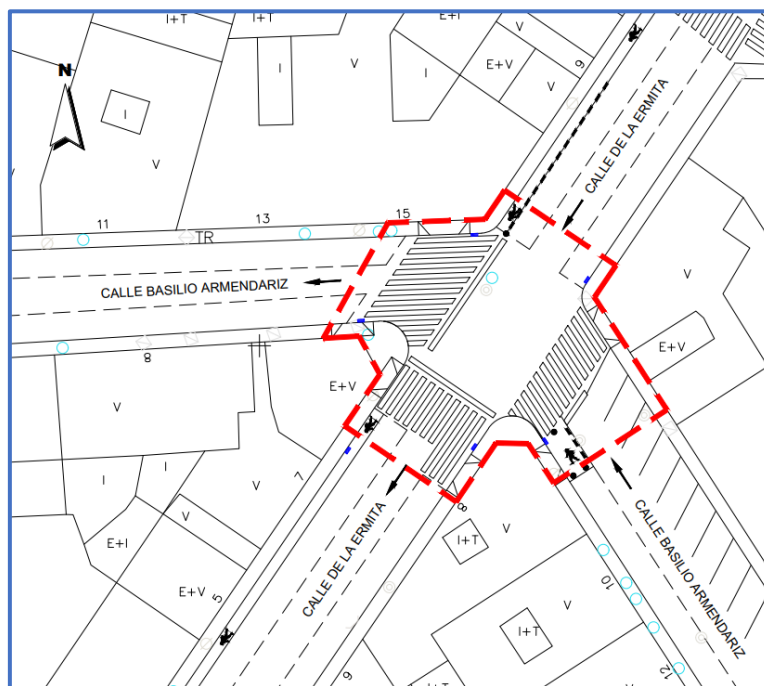 I+T
E+I
I
V
E+V
V
I
V
9
N
I
V
CALLE DE LA ERMITA
11
13
15
TR
V
CALLE BASILIO ARMENDARIZ
8
E+V
E+V
V
I
I
V
7
V
E+I
8
I+T
V
CALLE DE LA ERMITA
CALLE BASILIO ARMENDARIZ
E+V
5
10
I+T
V
V
6
12